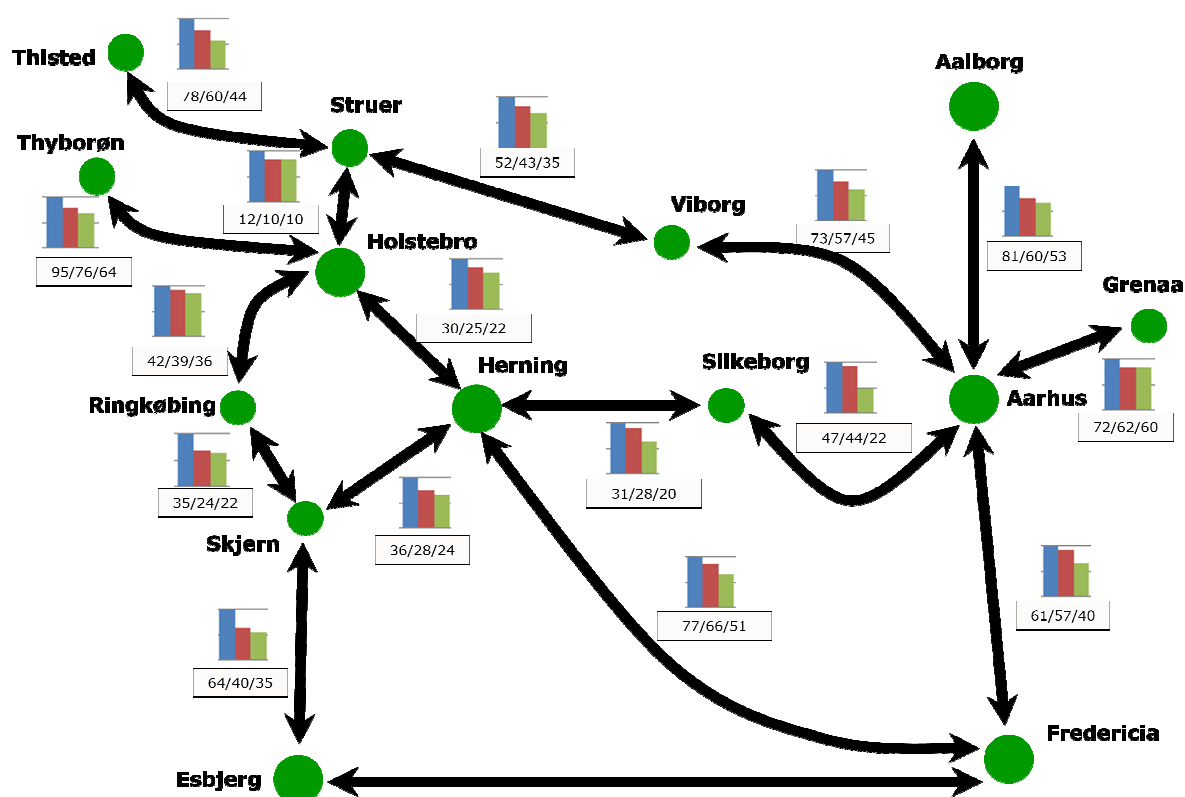 Thisted
78/60/44
Struer
Aalborg
Thyborøn
52/43/35
12/10/10
Viborg
73/57/45
Holstebro
81/60/53
95/76/64
Grenaa
30/25/22
42/39/36
Herning
Silkeborg
Ringkøbing
Aarhus
72/62/60
47/44/22
35/24/22
31/28/20
Skjern
36/28/24
77/66/51
61/57/40
64/40/35
Fredericia
Esbjerg